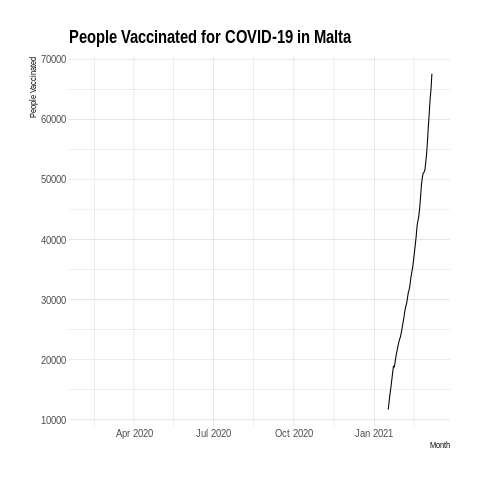 People Vaccinated for COVID-19 in Malta
People Vaccinated
70000
60000
50000
40000
30000
20000
10000
Apr 2020
Jul 2020
Oct 2020
Jan 2021
Month